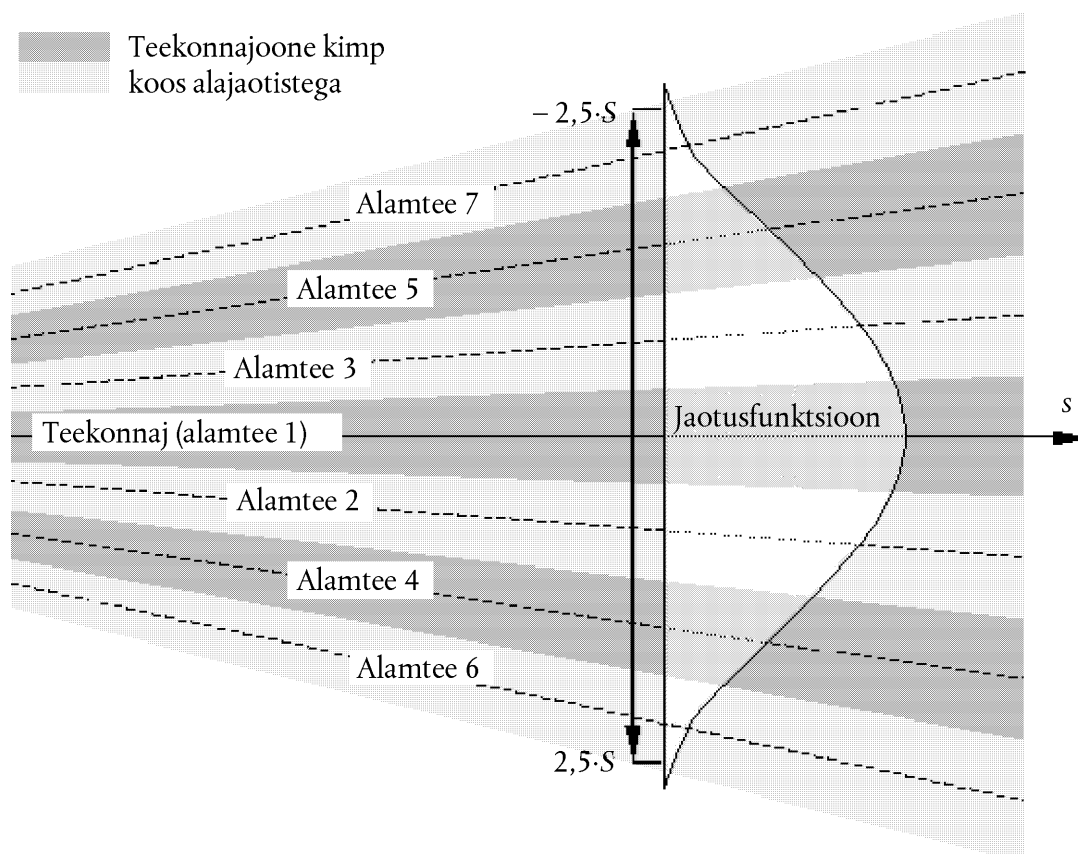 Teekonnajoone kimp
koos alajaotistega
– 2,5·S
Alamtee 7
Alamtee 5
Alamtee 3
s
Jaotusfunktsioon
Teekonnaj (alamtee 1)
Alamtee 2
Alamtee 4
Alamtee 6
2,5·S